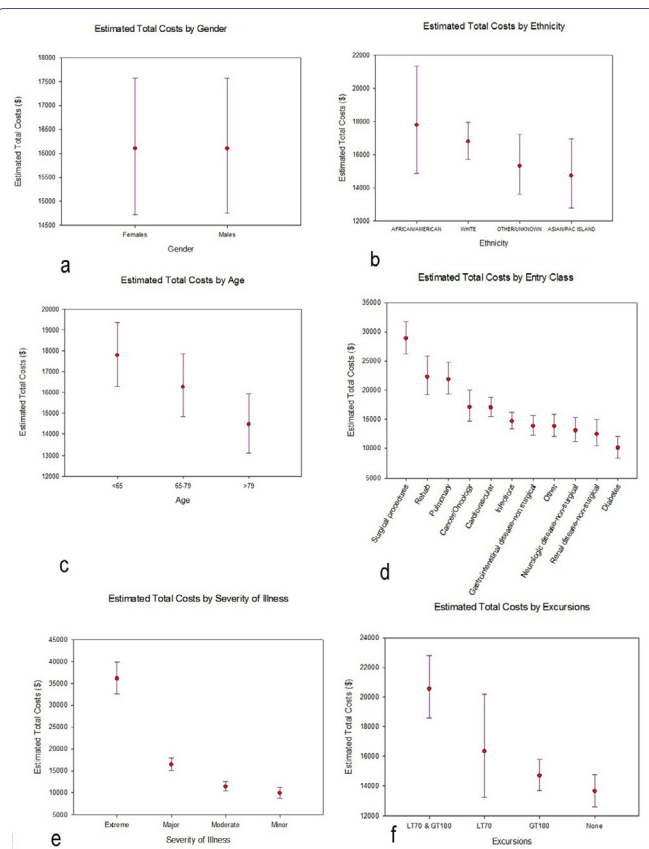 Estimated Total Costs by Gender
Estimated Total Costs ($)
18000
17500
17000
16500
16000
15500
15000
14500
Females
Males
Gender
a
Estimated Total Costs by Ethnicity
Estimated Total Costs ($)
22000
20000
18000
16000
14000
12000
AFRICAN/AMERICAN
WHITE
OTHER/UNKNOWN
ASIAN/PAC ISLAND
Ethnicity
b
Estimated Total Costs by Age
Estimated Total Costs ($)
20000
19000
18000
17000
16000
15000
14000
13000
12000
<65
65-79
>79
Age
c
Estimated Total Costs by Entry Class
Estimated Total Costs ($)
35000
30000
25000
20000
15000
10000
5000
Surgical procedures
Rehab
Pulmonary
Cancer/Oncology
Cardiovacular
Infections
Gastrointestinal disease-non surgical
Other
Neurologic disease-non-surgical
Renal disease-non-surgical
Diabetes
d
Estimated Total Costs by Severity of Illness
Estimated Total Costs ($)
45000
40000
35000
30000
25000
20000
15000
10000
5000
Extreme
Major
Moderate
Minor
Severity of Illness
e
Estimated Total Costs by Excursions
Estimated Total Costs ($)
24000
22000
20000
18000
16000
14000
12000
LT70 & GT180
LT70
GT180
None
Excursions
f